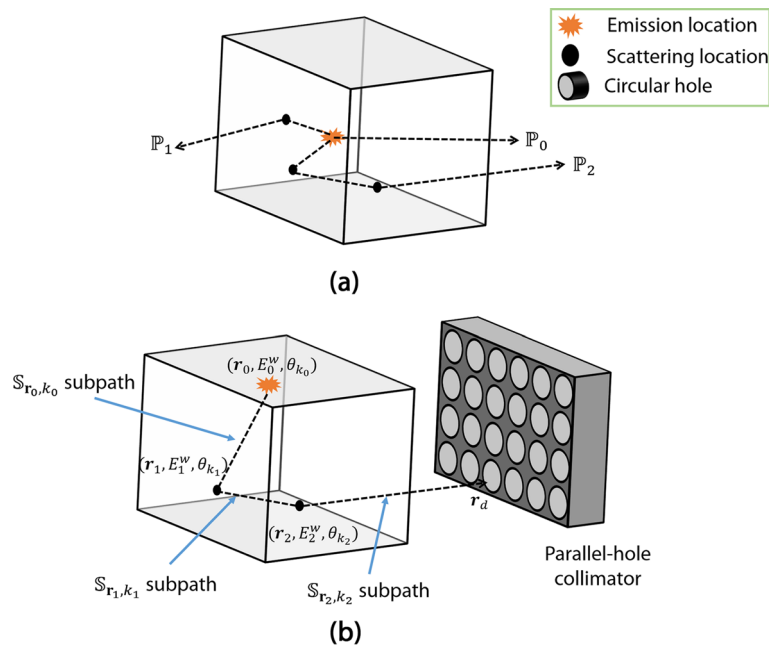 Emission location
Scattering location
Circular hole
ℙ₁
ℙ₀
ℙ₂
(a)
(𝒓₀, E₀ʷ, θₖ₀)
𝕊ᵣ₀,ₖ₀ subpath
(𝒓₁, E₁ʷ, θₖ₁)
𝒓_d
(𝒓₂, E₂ʷ, θₖ₂)
Parallel-hole
collimator
𝕊ᵣ₁,ₖ₁ subpath
𝕊ᵣ₂,ₖ₂ subpath
(b)